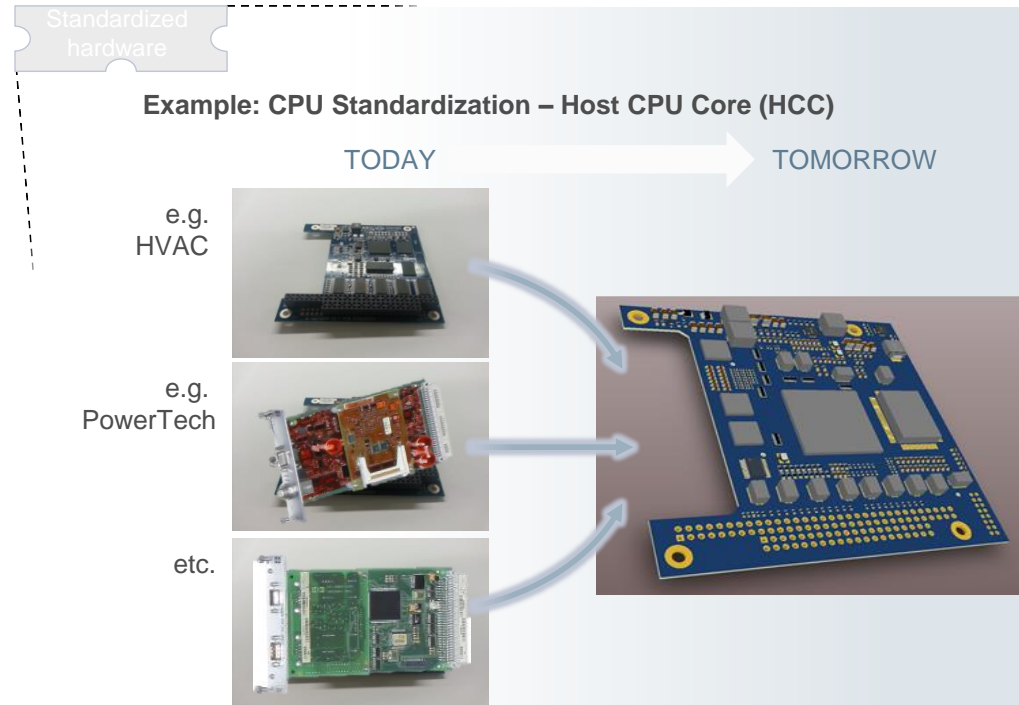 Standardized
hardware
Example: CPU Standardization – Host CPU Core (HCC)
TODAY
TOMORROW
e.g.
HVAC
e.g.
PowerTech
etc.